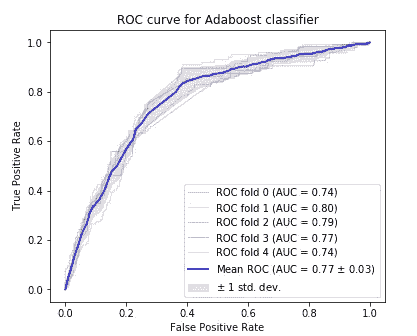 ROC curve for Adaboost classifier
True Positive Rate
1.0
0.8
0.6
0.4
0.2
0.0
ROC fold 0 (AUC = 0.74)
ROC fold 1 (AUC = 0.80)
ROC fold 2 (AUC = 0.79)
ROC fold 3 (AUC = 0.77)
ROC fold 4 (AUC = 0.74)
Mean ROC (AUC = 0.77 ± 0.03)
± 1 std. dev.
0.0 0.2 0.4 0.6 0.8 1.0
False Positive Rate